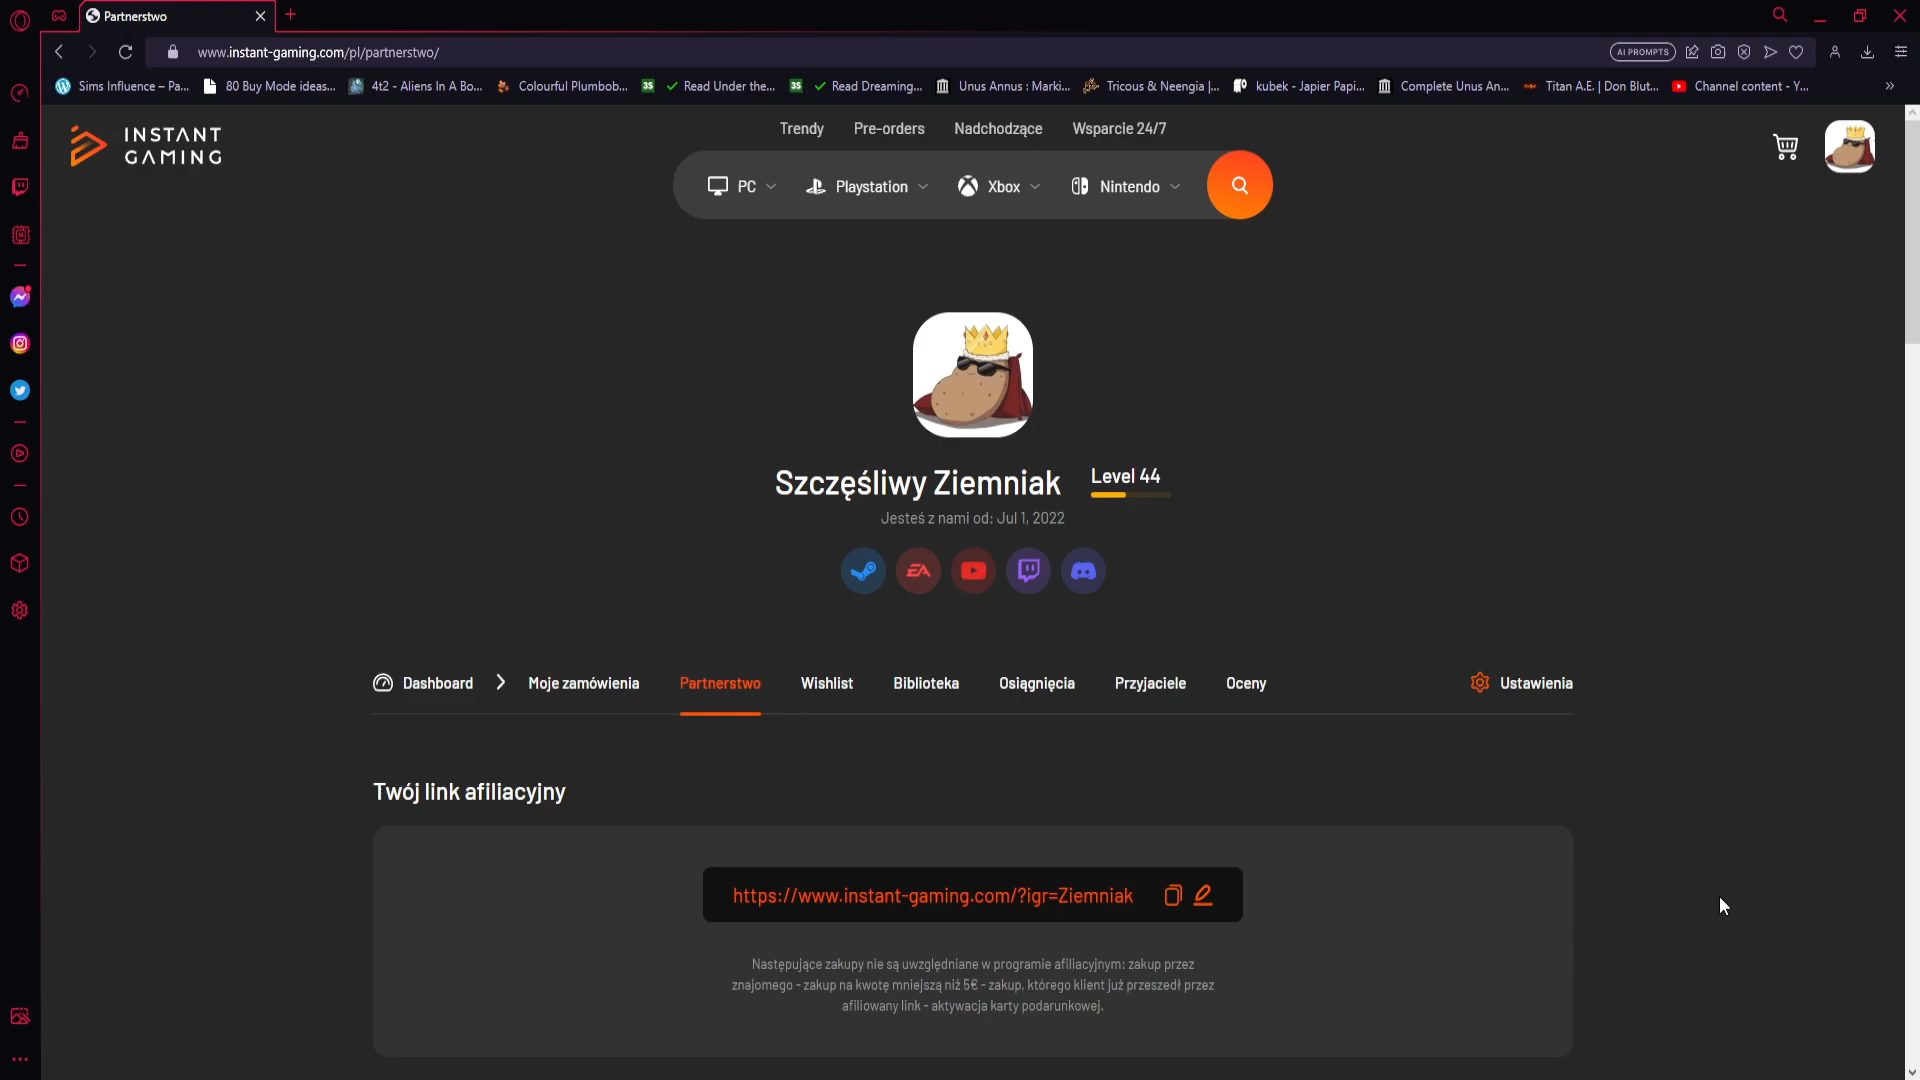 Partnerstwo
www.instant-gaming.com/pl/partnerstwo/
AI PROMPTS
Sims Influence – Pa...
80 Buy Mode ideas...
4t2 - Aliens In A Bo...
Colourful Plumbob...
3S
Read Under the...
3S
Read Dreaming...
Unus Annus : Marki...
Tricous & Neengia |...
kubek - Japier Papi...
Complete Unus An...
Titan A.E. | Don Blut...
Channel content - Y...
INSTANT
GAMING
Trendy
Pre-orders
Nadchodzące
Wsparcie 24/7
PC
Playstation
Xbox
Nintendo
Szczęśliwy Ziemniak
Level 44
Jesteś z nami od: Jul 1, 2022
EA
Dashboard
Moje zamówienia
Partnerstwo
Wishlist
Biblioteka
Osiągnięcia
Przyjaciele
Oceny
Ustawienia
Twój link afiliacyjny
https://www.instant-gaming.com/?igr=Ziemniak
Następujące zakupy nie są uwzględniane w programie afiliacyjnym: zakup przez
znajomego - zakup na kwotę mniejszą niż 5€ - zakup, którego klient już przeszedł przez
afiliowany link - aktywacja karty podarunkowej.